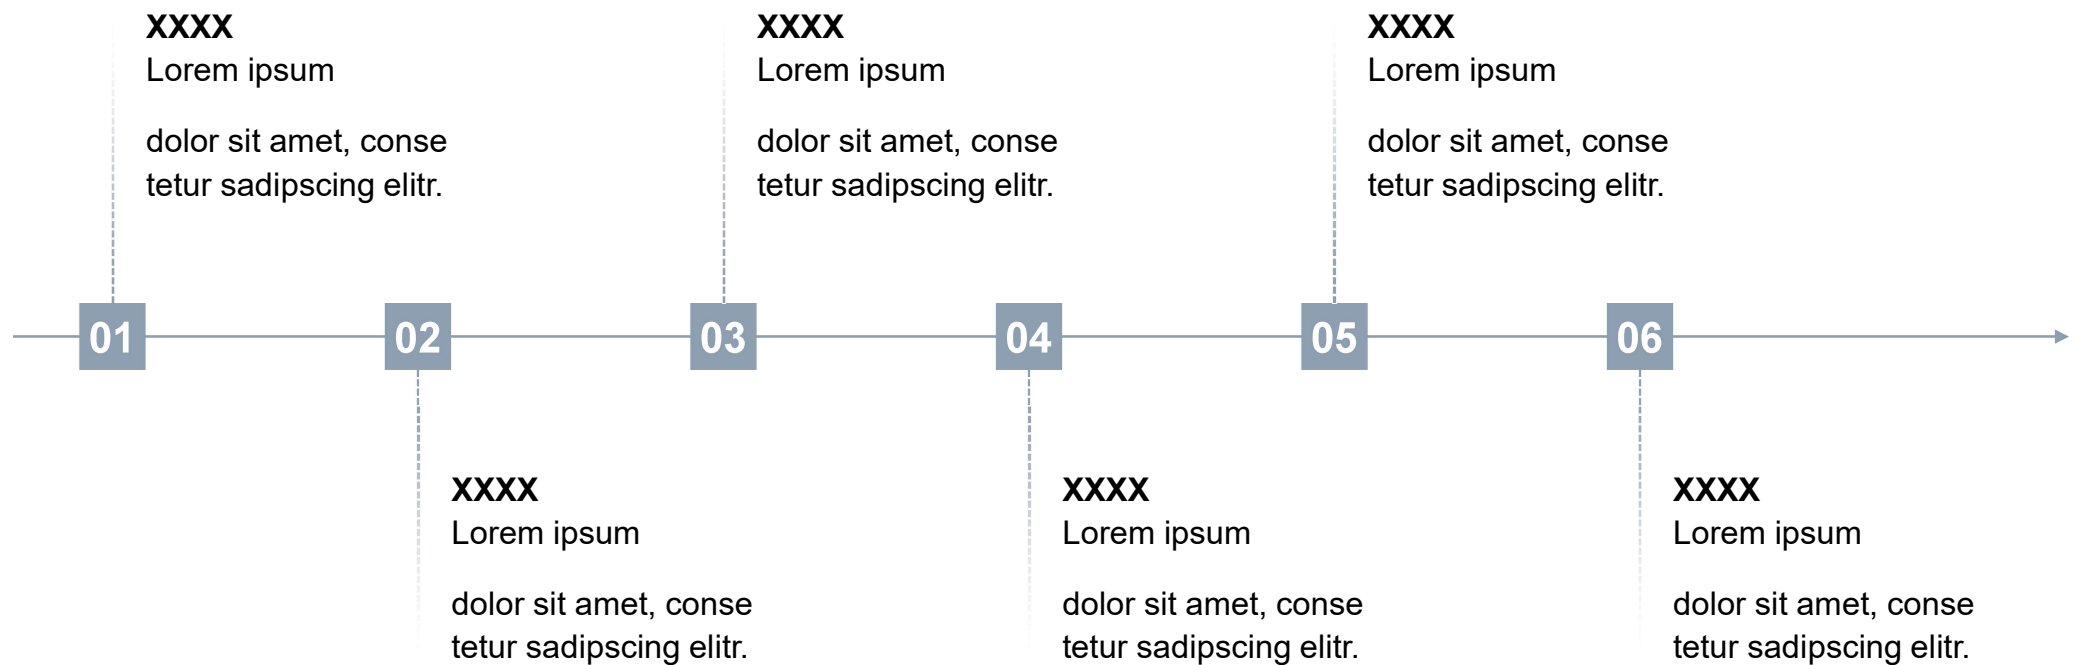 XXXX
Lorem ipsum
dolor sit amet, conse
tetur sadipscing elitr.
XXXX
Lorem ipsum
dolor sit amet, conse
tetur sadipscing elitr.
XXXX
Lorem ipsum
dolor sit amet, conse
tetur sadipscing elitr.
01
02
03
04
05
06
XXXX
Lorem ipsum
dolor sit amet, conse
tetur sadipscing elitr.
XXXX
Lorem ipsum
dolor sit amet, conse
tetur sadipscing elitr.
XXXX
Lorem ipsum
dolor sit amet, conse
tetur sadipscing elitr.